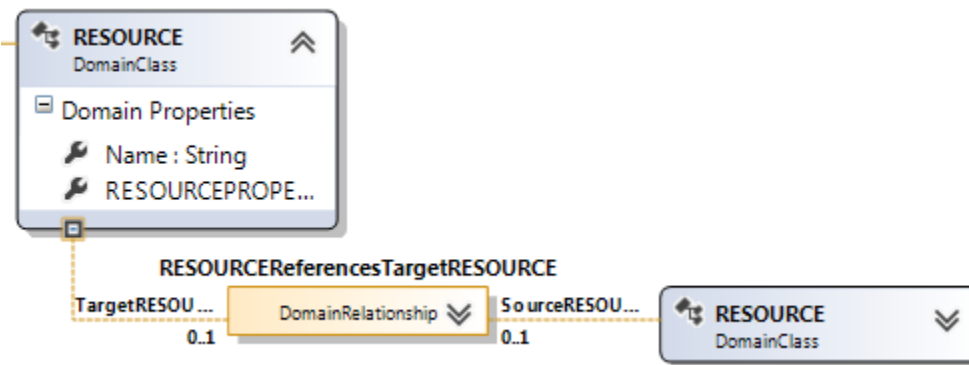 RESOURCE
DomainClass
Domain Properties
Name : String
RESOURCEPROPE...
RESOURCEReferencesTargetRESOURCE
TargetRESOU...
DomainRelationship
SourceRESOU...
0..1
0..1
RESOURCE
DomainClass